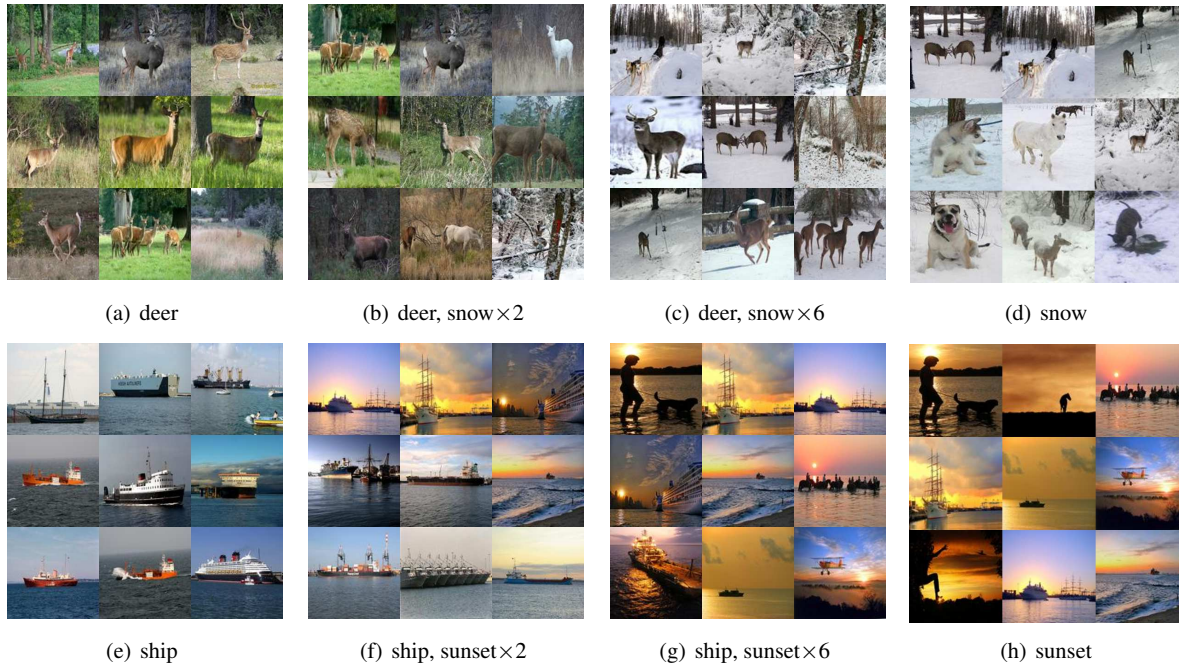 (a) deer
(b) deer, snow×2
(c) deer, snow×6
(d) snow
(e) ship
(f) ship, sunset×2
(g) ship, sunset×6
(h) sunset